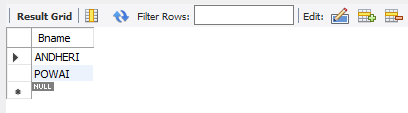 Result Grid Filter Rows: Edit:
Bname
ANDHERI
POWAI
NULL